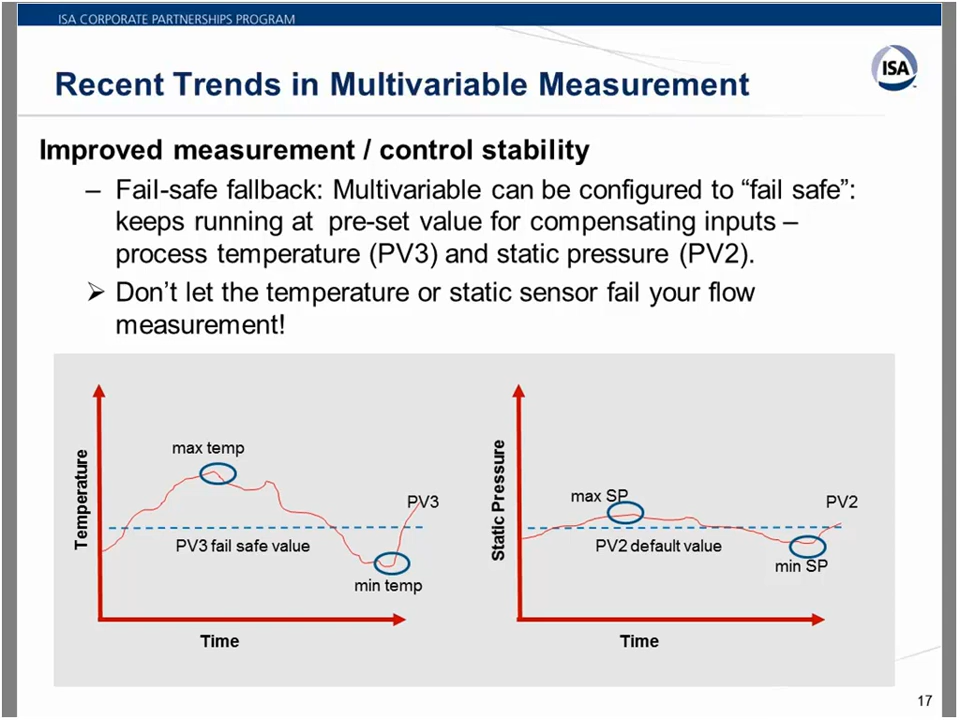 ISA CORPORATE PARTNERSHIPS PROGRAM
ISA
Recent Trends in Multivariable Measurement
Improved measurement / control stability
– Fail-safe fallback: Multivariable can be configured to “fail safe”:
keeps running at pre-set value for compensating inputs –
process temperature (PV3) and static pressure (PV2).
➢ Don’t let the temperature or static sensor fail your flow
measurement!
Temperature
max temp
PV3
PV3 fail safe value
min temp
Time
Static Pressure
max SP
PV2
PV2 default value
min SP
Time
17